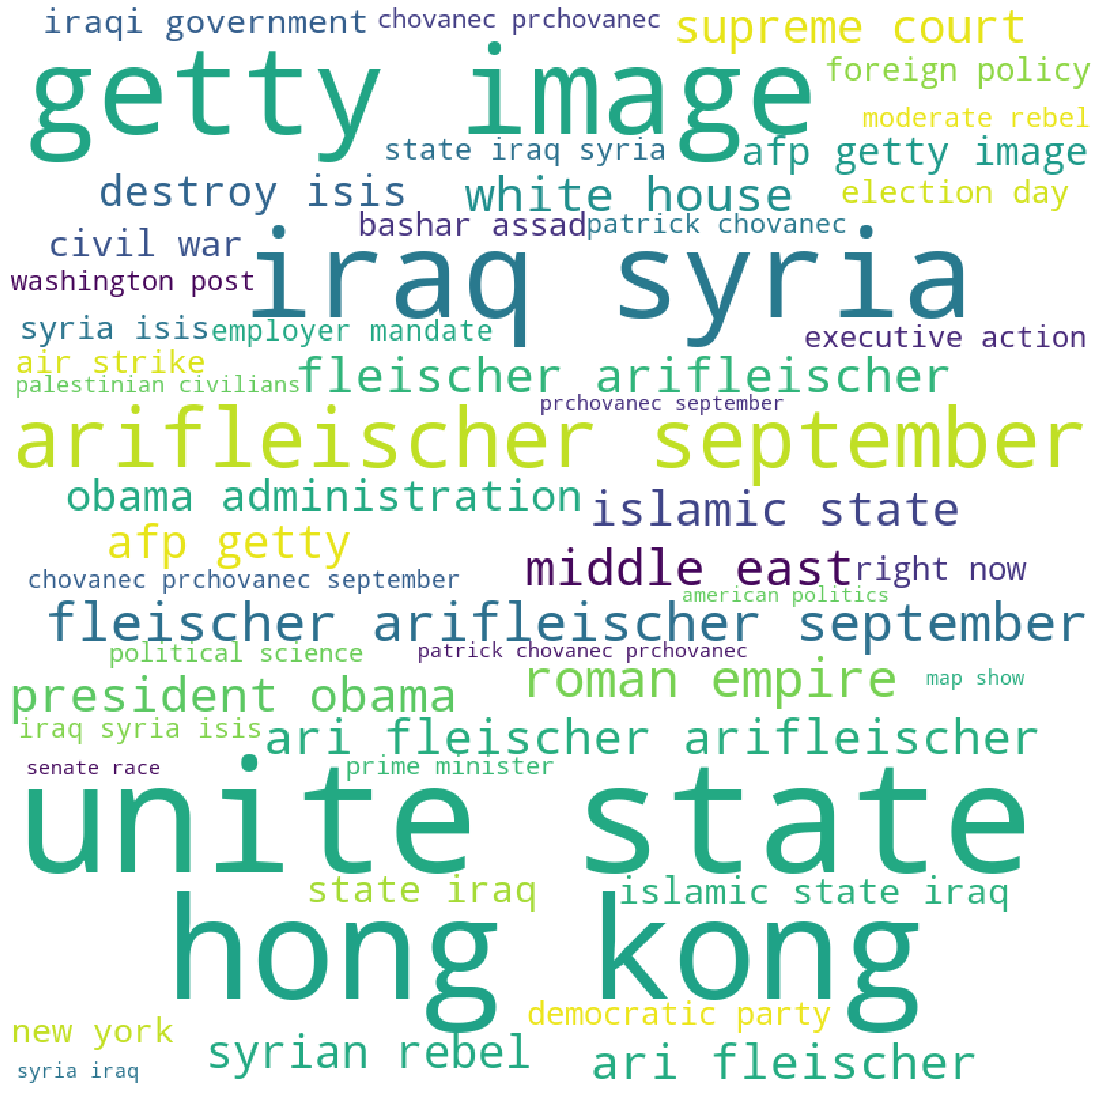 iraqi government
chovanec prchovanec
supreme court
getty image
foreign policy
moderate rebel
state iraq syria
afp getty image
destroy isis
white house
election day
bashar assad
patrick chovanec
civil war
iraq syria
washington post
syria isis
employer mandate
executive action
air strike
fleischer arifleischer
palestinian civilians
prchovanec september
arifleischer september
obama administration
islamic state
afp getty
middle east
right now
chovanec prchovanec september
american politics
fleischer arifleischer september
political science
patrick chovanec prchovanec
president obama
roman empire
map show
iraq syria isis
ari fleischer arifleischer
senate race
prime minister
unite state
state iraq
islamic state iraq
hong kong
democratic party
new york
syrian rebel
ari fleischer
syria iraq